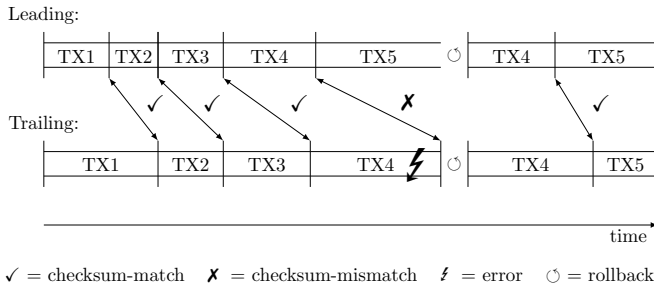 Leading:
TX1 TX2 TX3 TX4 TX5 ↺ TX4 TX5
✓ ✓ ✓ ✗ ✓
Trailing:
TX1 TX2 TX3 TX4 ↺ TX4 TX5
time
✓ = checksum-match ✗ = checksum-mismatch ⚡ = error ↺ = rollback